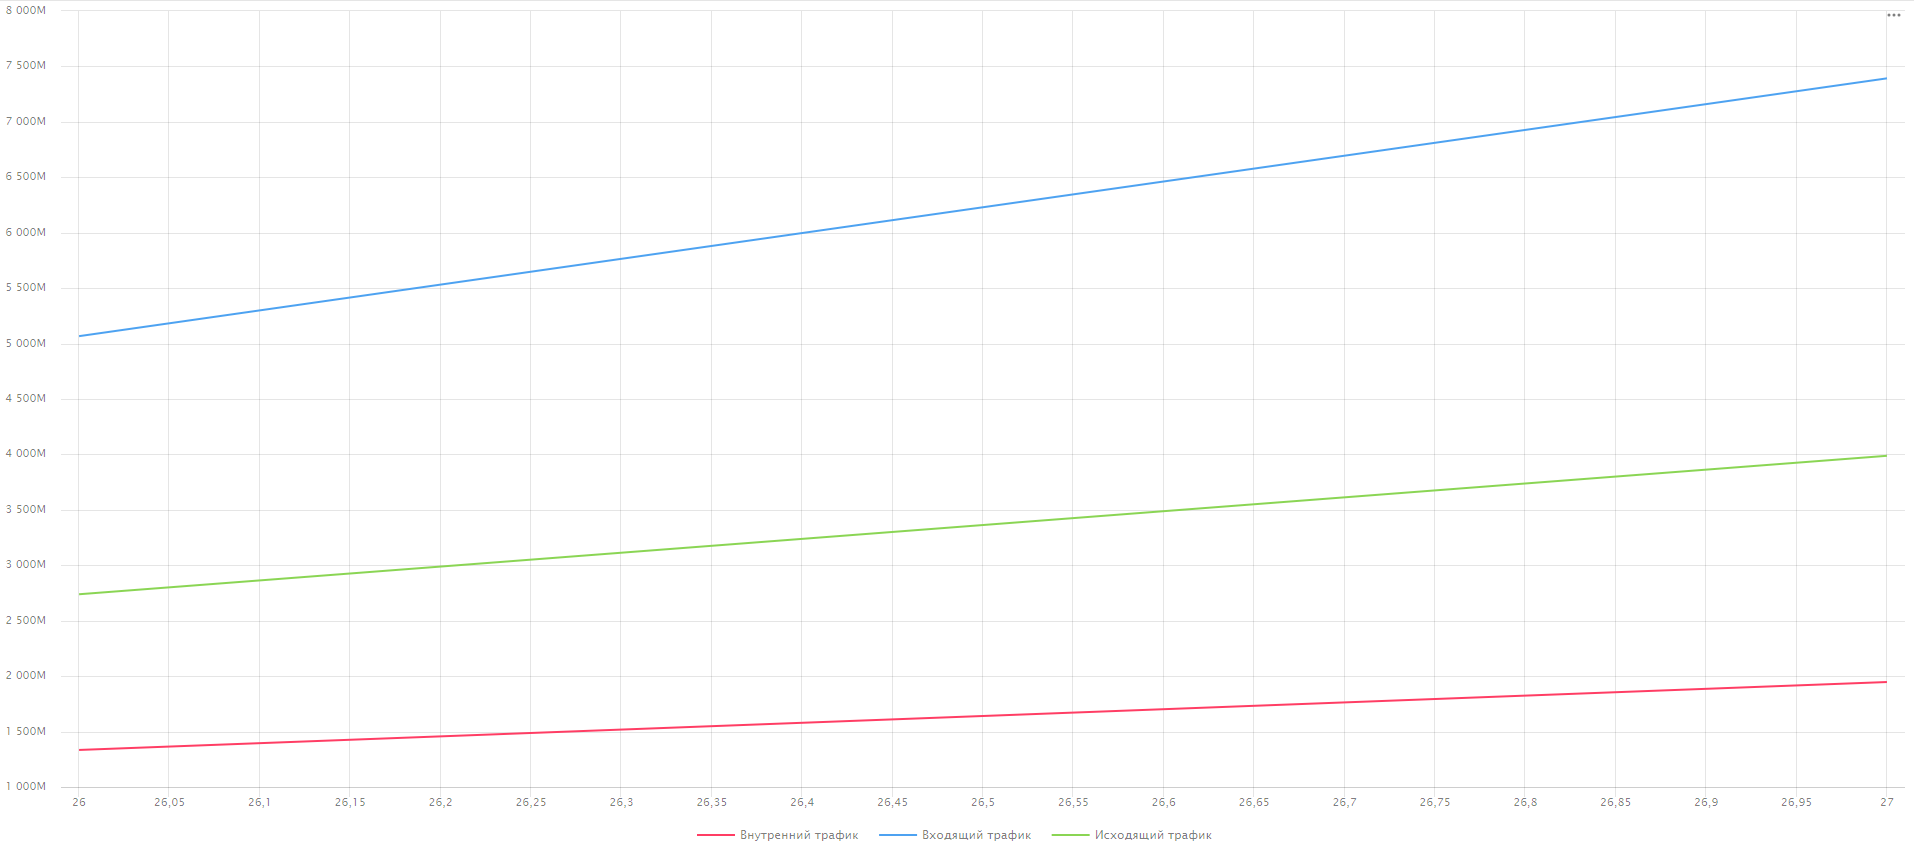 8 000M
7 500M
7 000M
6 500M
6 000M
5 500M
5 000M
4 500M
4 000M
3 500M
3 000M
2 500M
2 000M
1 500M
1 000M
26 26,05 26,1 26,15 26,2 26,25 26,3 26,35 26,4 26,45 26,5 26,55 26,6 26,65 26,7 26,75 26,8 26,85 26,9 26,95 27
Внутренний трафик Входящий трафик Исходящий трафик